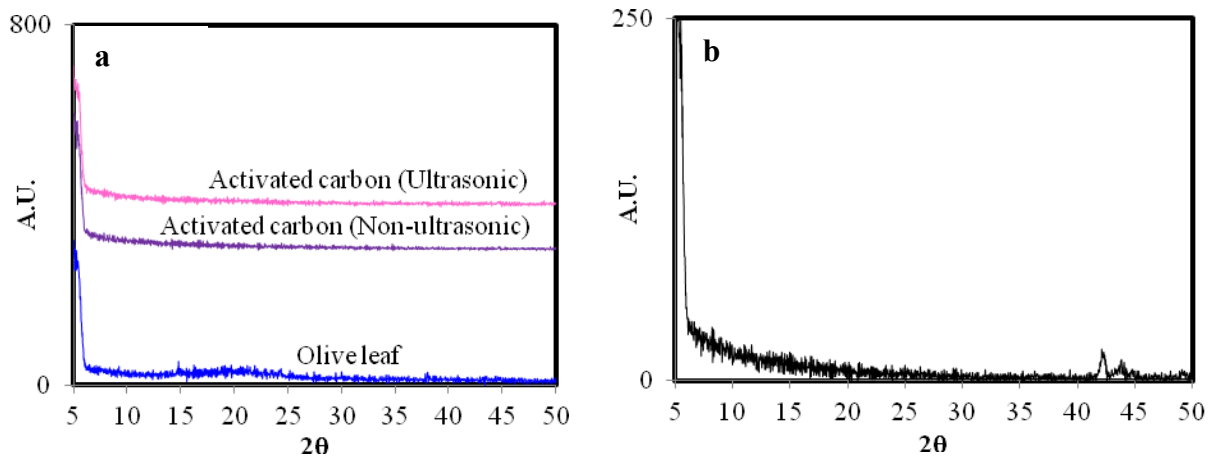 800
a
A.U.
Activated carbon (Ultrasonic)
Activated carbon (Non-ultrasonic)
Olive leaf
0
5 10 15 20 25 30 35 40 45 50
2θ
250
b
A.U.
0
5 10 15 20 25 30 35 40 45 50
2θ